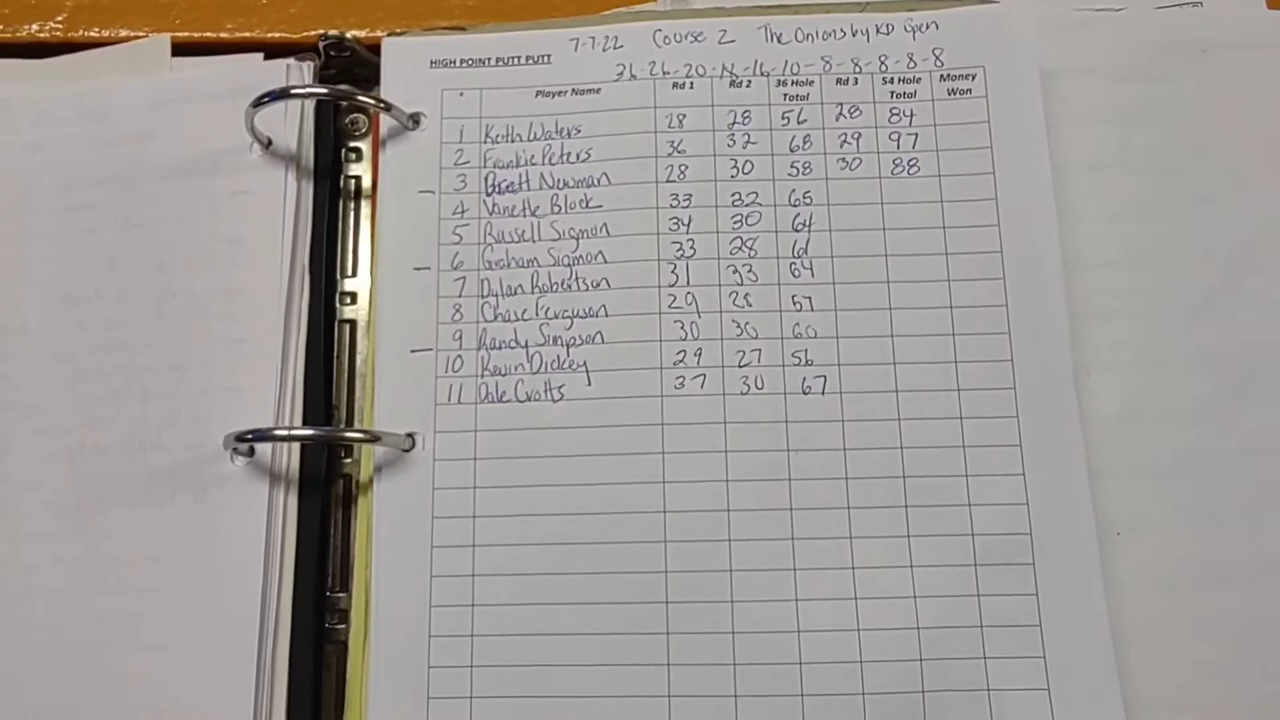 7-7-22 Course 2 The Onions by KD Open
HIGH POINT PUTT PUTT
36-26-20-18-16-10-8-8-8-8-8
# Player Name Rd 1 Rd 2 36 Hole Total Rd 3 54 Hole Total Money Won
1 Keith Waters 28 28 56 28 84
2 Frankie Peters 36 32 68 29 97
3 Brett Newman 28 30 58 30 88
4 Vanette Block 33 32 65
5 Russell Sigmon 34 30 64
6 Graham Sigmon 33 28 61
7 Dylan Robertson 31 33 64
8 Chase Ferguson 29 28 57
9 Randy Simpson 30 30 60
10 Kevin Dickey 29 27 56
11 Dale Crotts 37 30 67